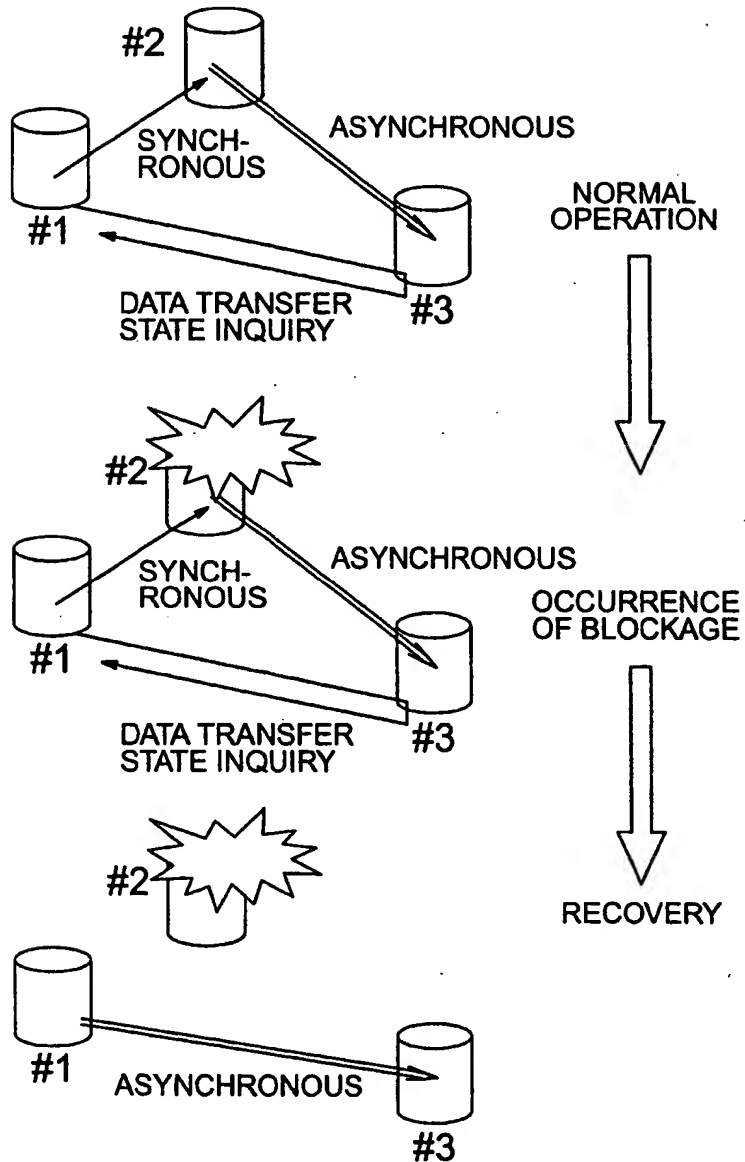 #2
SYNCH-
RONOUS
ASYNCHRONOUS
#1
DATA TRANSFER
STATE INQUIRY
#3
NORMAL
OPERATION
#2
SYNCH-
RONOUS
ASYNCHRONOUS
#1
DATA TRANSFER
STATE INQUIRY
#3
OCCURRENCE
OF BLOCKAGE
#2
RECOVERY
#1
ASYNCHRONOUS
#3